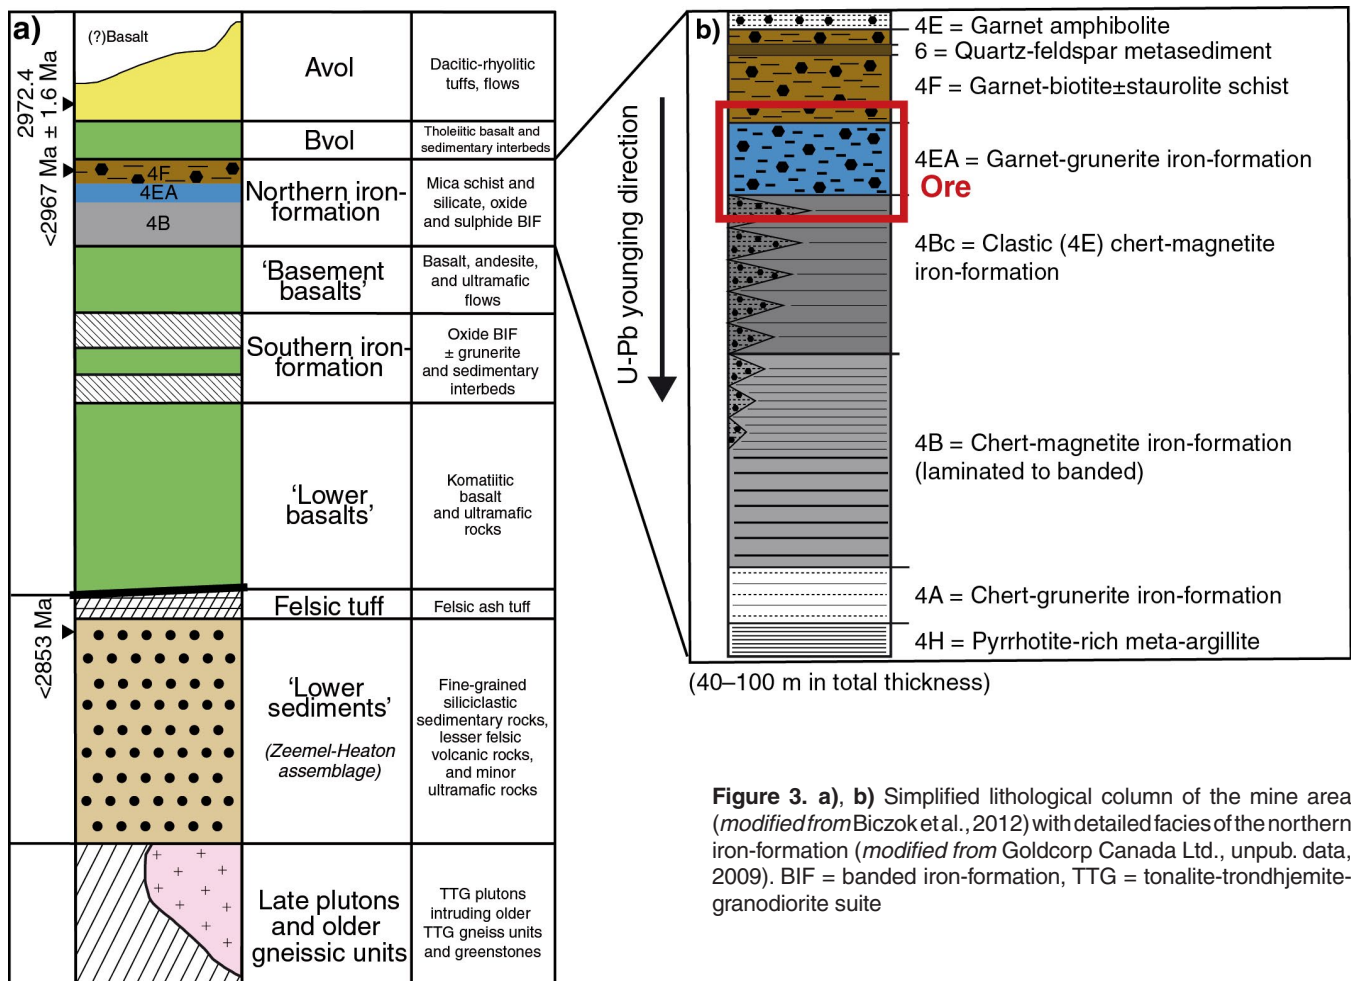 a)
(?)Basalt
2972.4
<2967 Ma ± 1.6 Ma
<2853 Ma
4F
4EA
4B
Avol
Dacitic-rhyolitic
tuffs, flows
Bvol
Tholeiitic basalt and
sedimentary interbeds
Northern iron-
formation
Mica schist and
silicate, oxide
and sulphide BIF
‘Basement
basalts’
Basalt, andesite,
and ultramafic
flows
Southern iron-
formation
Oxide BIF
± grunerite
and sedimentary
interbeds
‘Lower
basalts’
Komatiitic
basalt
and ultramafic
rocks
Felsic tuff
Felsic ash tuff
‘Lower
sediments’
(Zeemel-Heaton
assemblage)
Fine-grained
siliciclastic
sedimentary rocks,
lesser felsic
volcanic rocks,
and minor
ultramafic rocks
Late plutons
and older
gneissic units
TTG plutons
intruding older
TTG gneiss units
and greenstones
b)
U-Pb younging direction
4E = Garnet amphibolite
6 = Quartz-feldspar metasediment
4F = Garnet-biotite±staurolite schist
4EA = Garnet-grunerite iron-formation
Ore
4Bc = Clastic (4E) chert-magnetite
iron-formation
4B = Chert-magnetite iron-formation
(laminated to banded)
4A = Chert-grunerite iron-formation
4H = Pyrrhotite-rich meta-argillite
(40–100 m in total thickness)
Figure 3. a), b) Simplified lithological column of the mine area
(modified from Biczok et al., 2012) with detailed facies of the northern
iron-formation (modified from Goldcorp Canada Ltd., unpub. data,
2009). BIF = banded iron-formation, TTG = tonalite-trondhjemite-
granodiorite suite